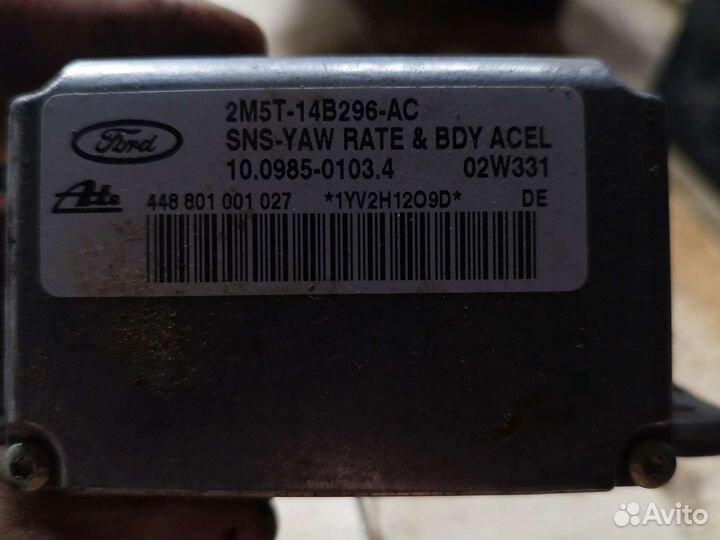 Ford
2M5T-14B296-AC
SNS-YAW RATE & BDY ACEL
10.0985-0103.4 02W331
Ate
448 801 001 027 *1YV2H12O9D* DE
Avito